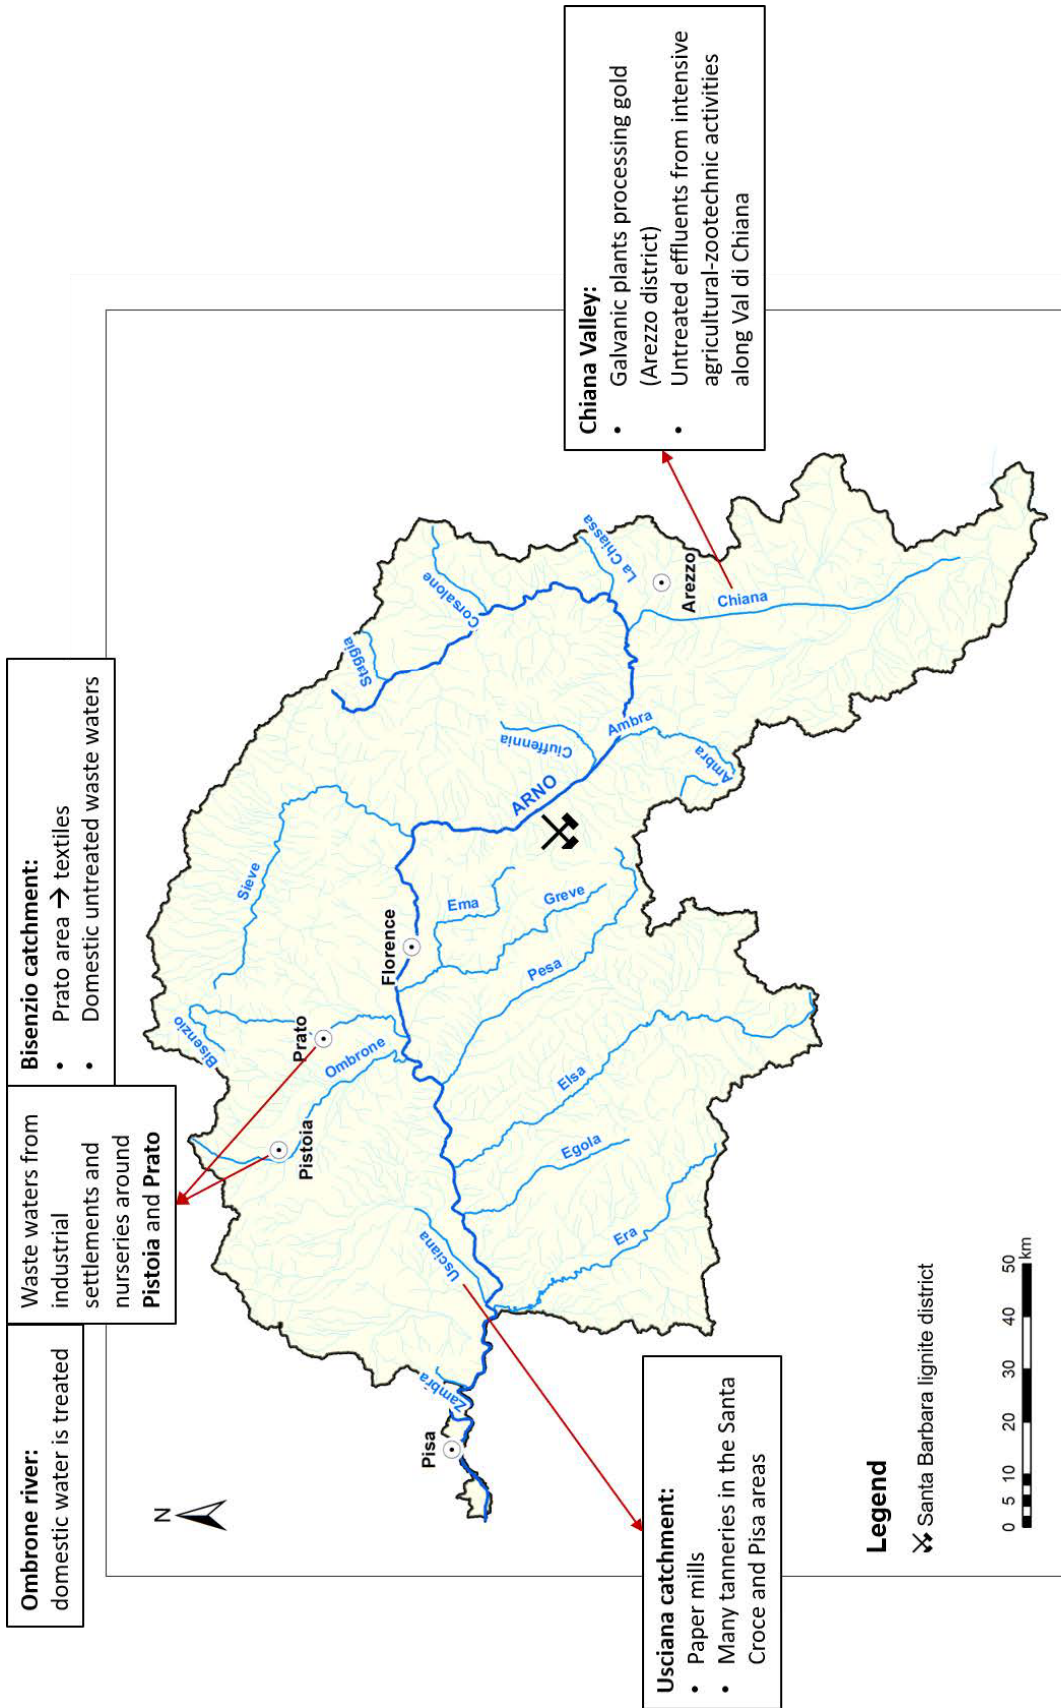 Ombrone river:
domestic water is treated
Waste waters from
industrial
settlements and
nurseries around
Pistoia and Prato
Bisenzio catchment:
• Prato area → textiles
• Domestic untreated waste waters
Chiana Valley:
• Galvanic plants processing gold
(Arezzo district)
• Untreated effluents from intensive
agricultural-zootechnic activities
along Val di Chiana
Usciana catchment:
• Paper mills
• Many tanneries in the Santa
Croce and Pisa areas
N
Pisa
Zambra
Usciana
Pistoia
Ombrone
Prato
Bisenzio
Sieve
Florence
Ema
Greve
Pesa
Elsa
Egola
Era
ARNO
Ciuffennia
Staggia
Corsalone
La Chiassa
Arezzo
Chiana
Ambra
Ambra
Legend
Santa Barbara lignite district
0 5 10 20 30 40 50
km